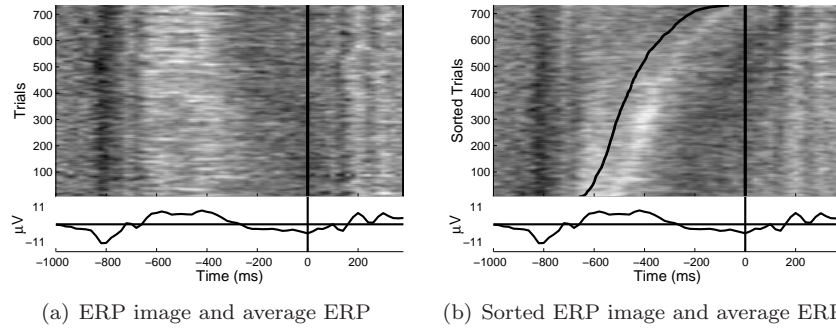 700
600
500
400
300
200
100
Trials
11
−11
µV
−1000 −800 −600 −400 −200 0 200
Time (ms)
(a) ERP image and average ERP
700
600
500
400
300
200
100
Sorted Trials
11
−11
µV
−1000 −800 −600 −400 −200 0 200
Time (ms)
(b) Sorted ERP image and average ERP